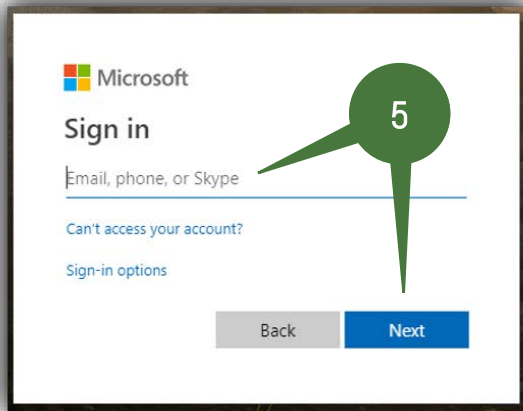 Microsoft
Sign in
5
Email, phone, or Skype
Can't access your account?
Sign-in options
Back Next